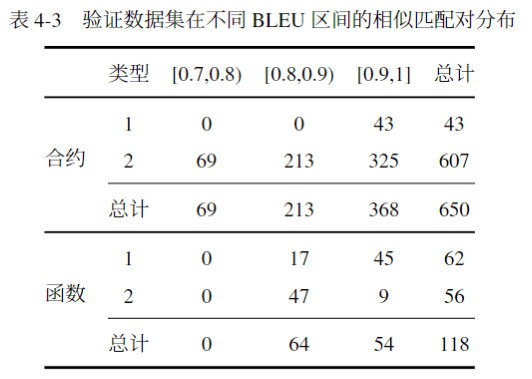 表 4-3 验证数据集在不同 BLEU 区间的相似匹配对分布
类型 [0.7,0.8) [0.8,0.9) [0.9,1] 总计
1 0 0 43 43
合约
2 69 213 325 607
总计 69 213 368 650
1 0 17 45 62
函数
2 0 47 9 56
总计 0 64 54 118